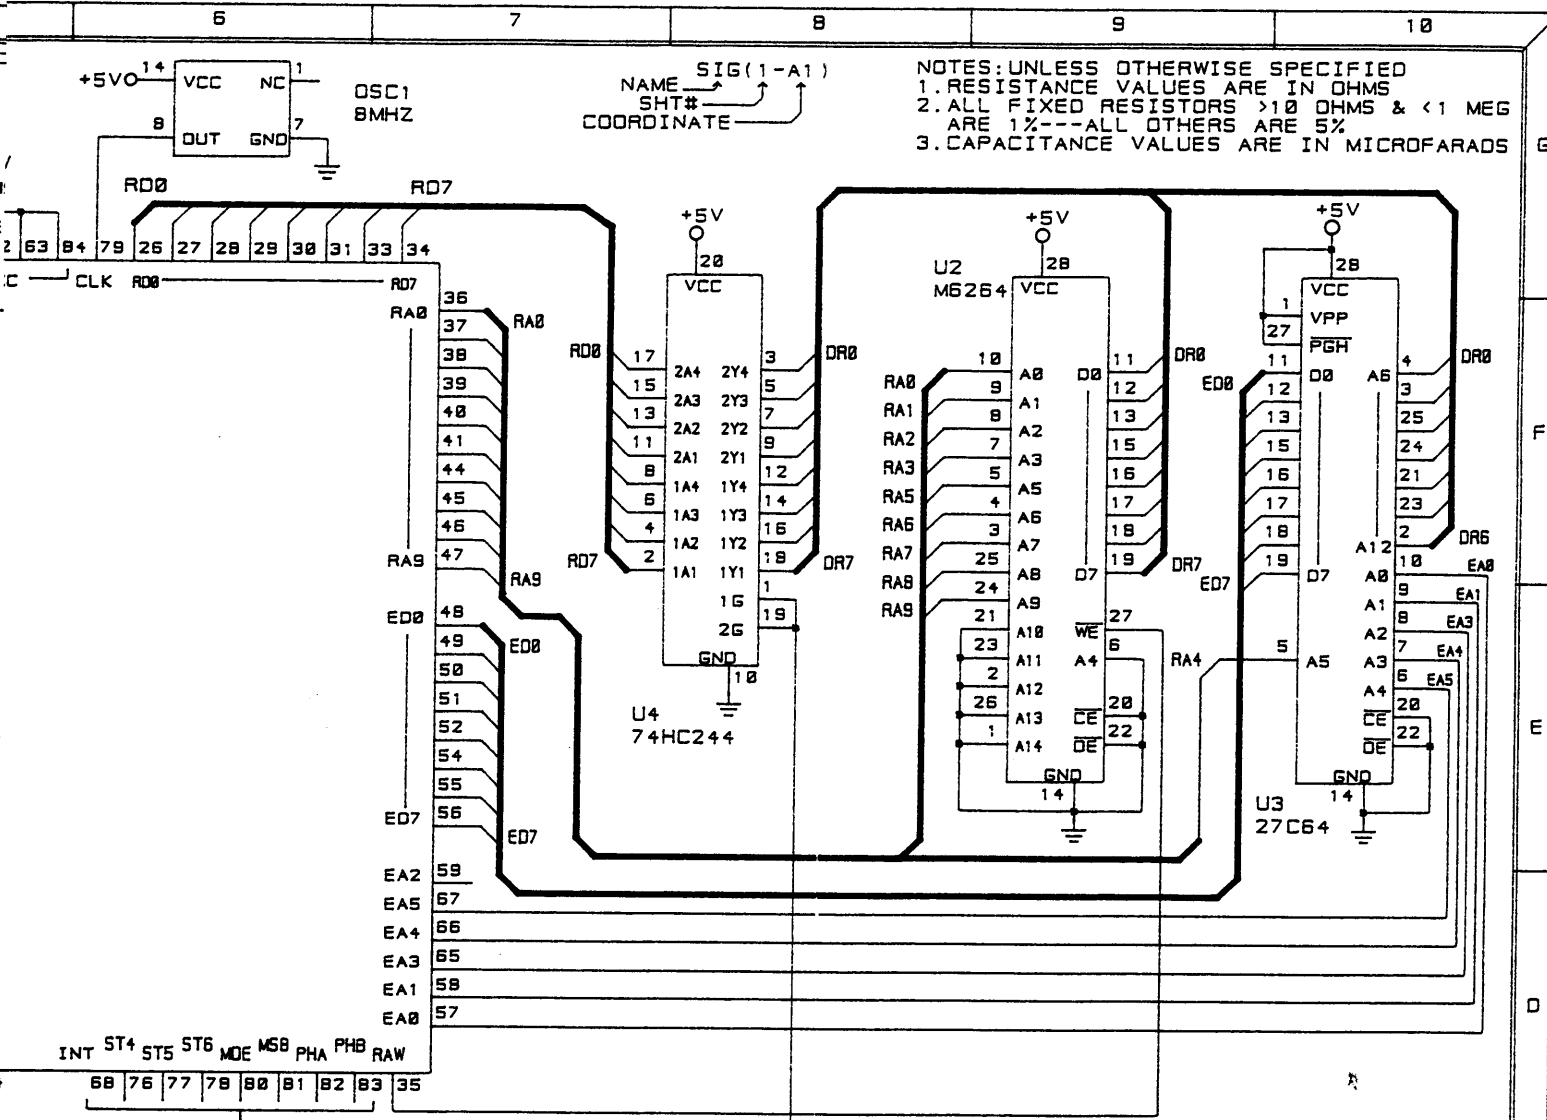 6 7 8 9 10
+5V 14 VCC NC 1
OSC1
8MHZ
8 OUT GND 7
SIG(1-A1)
NAME
SHT#
COORDINATE
NOTES:UNLESS OTHERWISE SPECIFIED
1.RESISTANCE VALUES ARE IN OHMS
2.ALL FIXED RESISTORS >10 OHMS & <1 MEG
ARE 1%---ALL OTHERS ARE 5%
3.CAPACITANCE VALUES ARE IN MICROFARADS
RD0 RD7
63 84 79 26 27 28 29 30 31 33 34
CLK RD0 RD7
RA0 36 RA0
37
38
39
40
41
44
45
46
RA9 47 RA9
ED0 48 ED0
49
50
51
52
54
55
ED7 56 ED7
EA2 59
EA5 67
EA4 66
EA3 65
EA1 58
EA0 57
INT ST4 ST5 ST6 MOE MSB PHA PHB RAW
68 76 77 78 80 81 82 83 35
+5V
20
VCC
RD0 17 2A4 2Y4 3 DR0
15 2A3 2Y3 5
13 2A2 2Y2 7
11 2A1 2Y1 9
8 1A4 1Y4 12
6 1A3 1Y3 14
4 1A2 1Y2 16
RD7 2 1A1 1Y1 18 DR7
1G 1
2G 19
GND
10
U4
74HC244
+5V
U2 28
M6264 VCC
RA0 10 A0 D0 11 DR0
RA1 9 A1 12
RA2 8 A2 13
RA3 7 A3 15
RA5 5 A5 16
RA6 4 A6 17
RA7 3 A7 18
RA8 25 A8 D7 19 DR7
RA9 24 A9
21 A10 WE 27
23 A11 A4 6
2 A12
26 A13 CE 20
1 A14 OE 22
GND
14
+5V
28
VCC
1 VPP
27 PGH
ED0 11 D0 A6 4 DR0
12 3
13 25
15 24
16 21
17 23
18 A12 2 DR6
ED7 19 D7 A0 10 EA0
A1 9 EA1
A2 8 EA3
RA4 5 A5 A3 7 EA4
A4 6 EA5
CE 20
OE 22
GND
14
U3
27C64
F
E
D